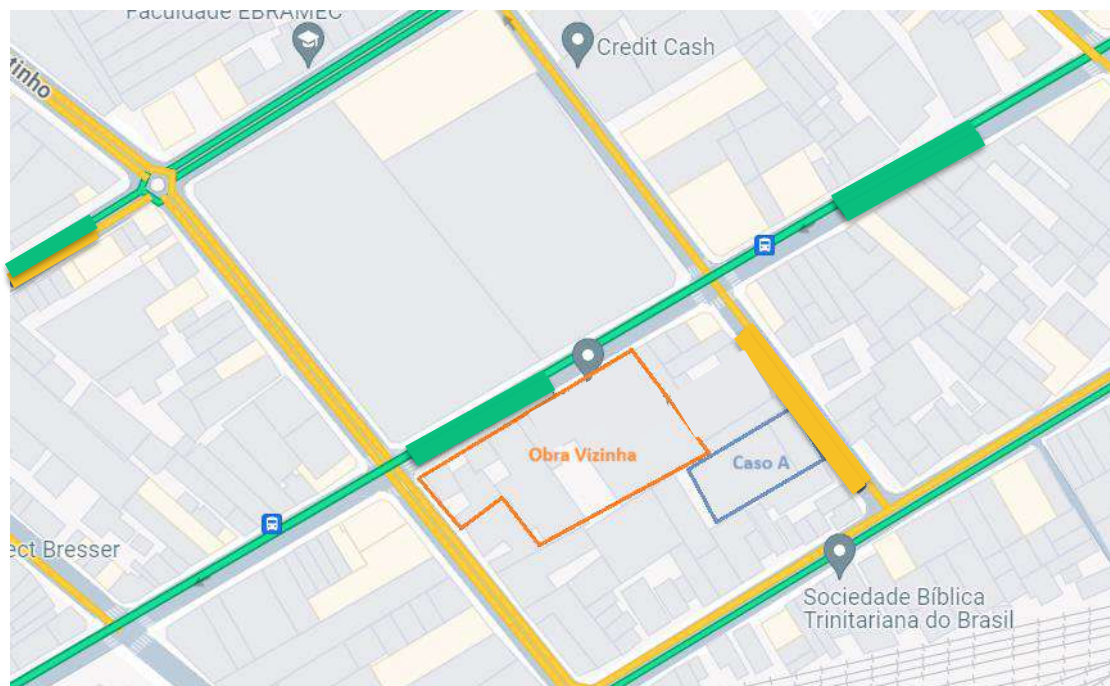 Faculdade EBRAMEC
Credit Cash
tinho
Obra Vizinha
Caso A
ect Bresser
Sociedade Bíblica
Trinitariana do Brasil